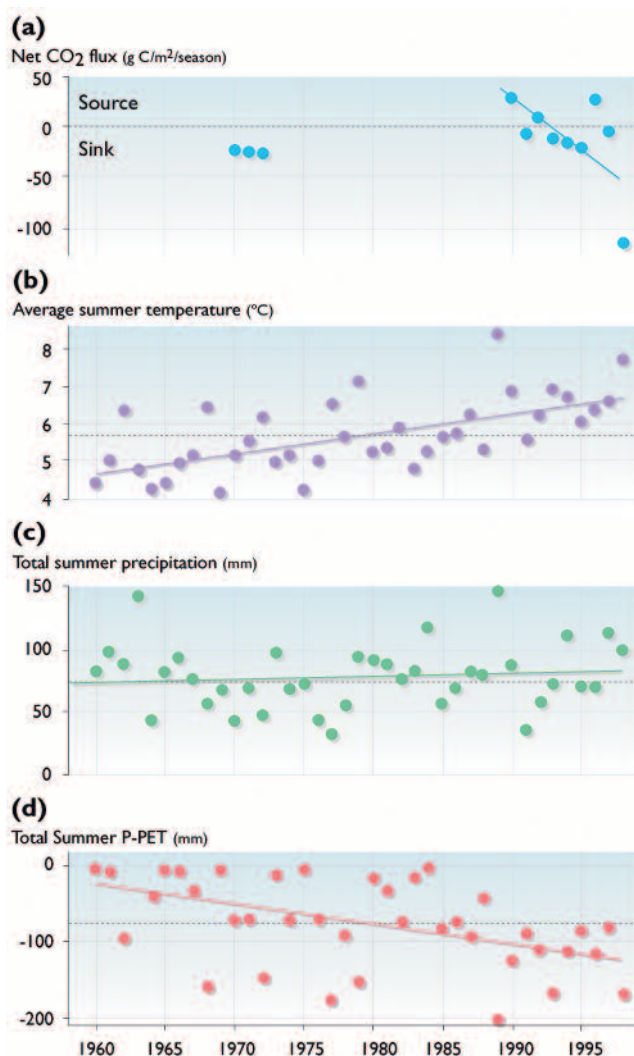 (a)
Net CO2 flux (g C/m2/season)
50
Source
0
Sink
-50
-100
(b)
Average summer temperature (ºC)
8
7
6
5
4
(c)
Total summer precipitation (mm)
150
100
50
0
(d)
Total Summer P-PET (mm)
0
-100
-200
1960 1965 1970 1975 1980 1985 1990 1995